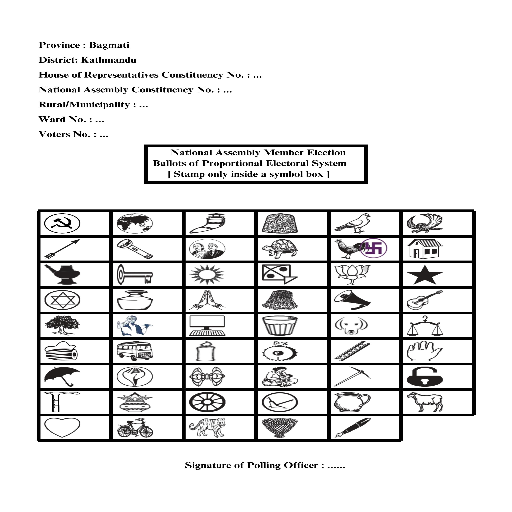 Province : Bagmati
District: Kathmandu
House of Representatives Constituency No. : ...
National Assembly Constituency No. : ...
Rural/Municipality : ...
Ward No. : ...
Voters No. : ...
National Assembly Member Election
Ballots of Proportional Electoral System
[ Stamp only inside a symbol box ]
Signature of Polling Officer : ......